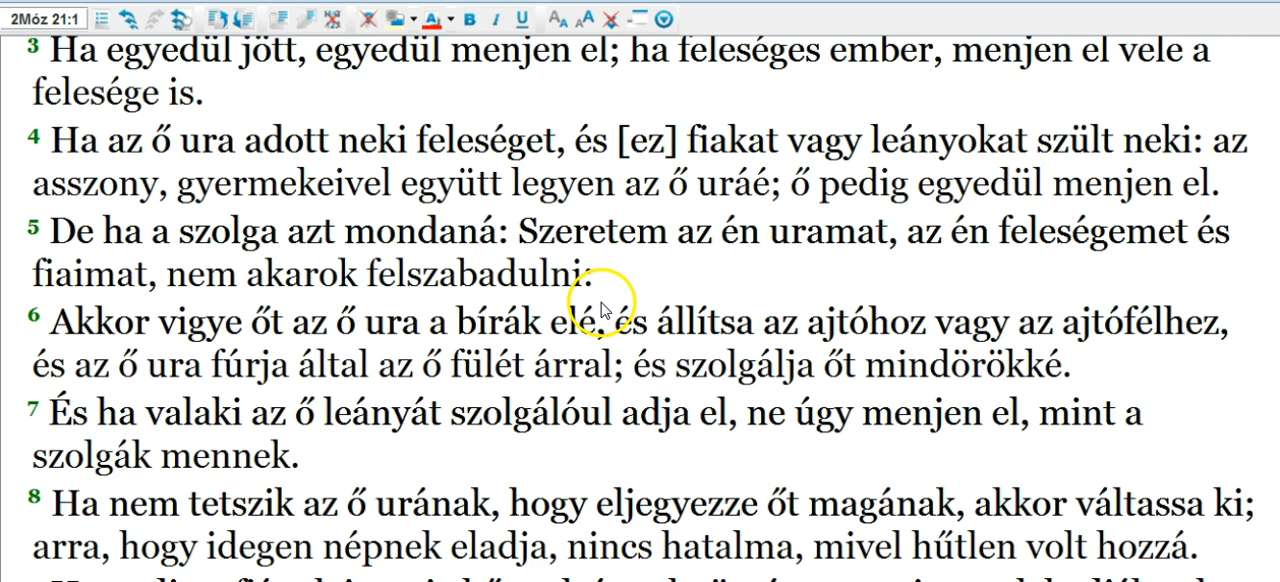 2Móz 21:1
3 Ha egyedül jött, egyedül menjen el; ha feleséges ember, menjen el vele a
felesége is.
4 Ha az ő ura adott neki feleséget, és [ez] fiakat vagy leányokat szült neki: az
asszony, gyermekeivel együtt legyen az ő uráé; ő pedig egyedül menjen el.
5 De ha a szolga azt mondaná: Szeretem az én uramat, az én feleségemet és
fiaimat, nem akarok felszabadulni:
6 Akkor vigye őt az ő ura a bírák elé, és állítsa az ajtóhoz vagy az ajtófélhez,
és az ő ura fúrja által az ő fülét árral; és szolgálja őt mindörökké.
7 És ha valaki az ő leányát szolgálóul adja el, ne úgy menjen el, mint a
szolgák mennek.
8 Ha nem tetszik az ő urának, hogy eljegyezze őt magának, akkor váltassa ki;
arra, hogy idegen népnek eladja, nincs hatalma, mivel hűtlen volt hozzá.